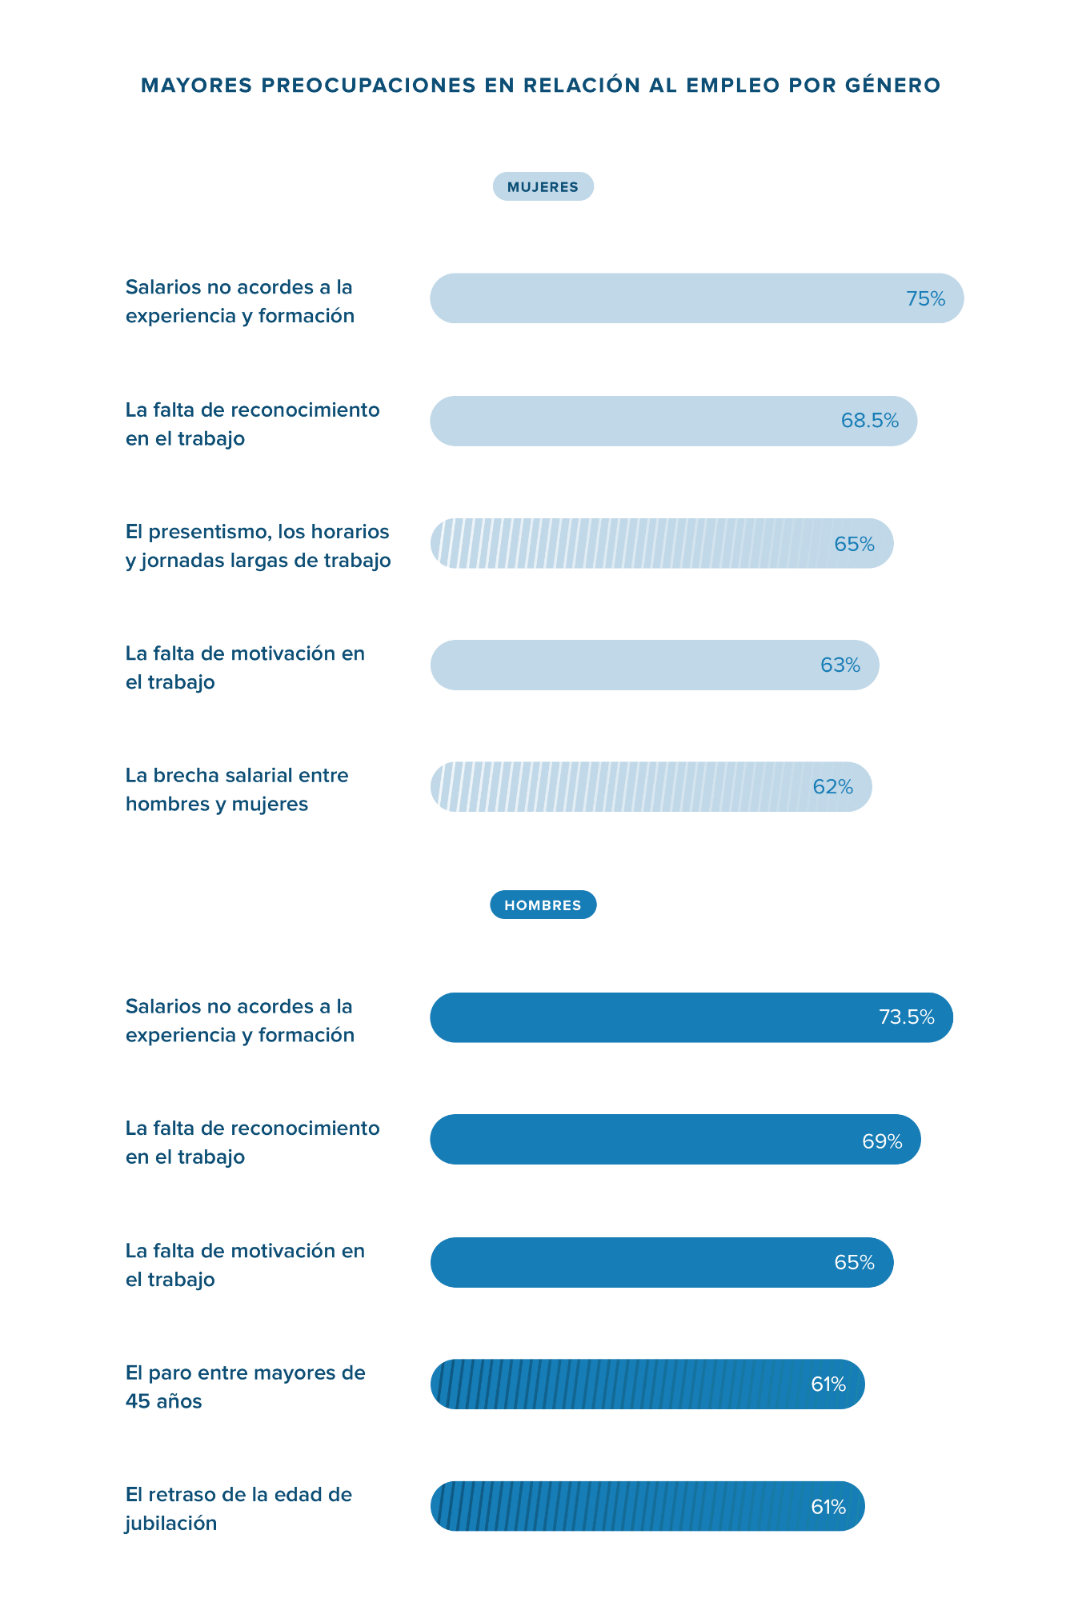 MAYORES PREOCUPACIONES EN RELACIÓN AL EMPLEO POR GÉNERO
MUJERES
Salarios no acordes a la
experiencia y formación
75%
La falta de reconocimiento
en el trabajo
68.5%
El presentismo, los horarios
y jornadas largas de trabajo
65%
La falta de motivación en
el trabajo
63%
La brecha salarial entre
hombres y mujeres
62%
HOMBRES
Salarios no acordes a la
experiencia y formación
73.5%
La falta de reconocimiento
en el trabajo
69%
La falta de motivación en
el trabajo
65%
El paro entre mayores de
45 años
61%
El retraso de la edad de
jubilación
61%